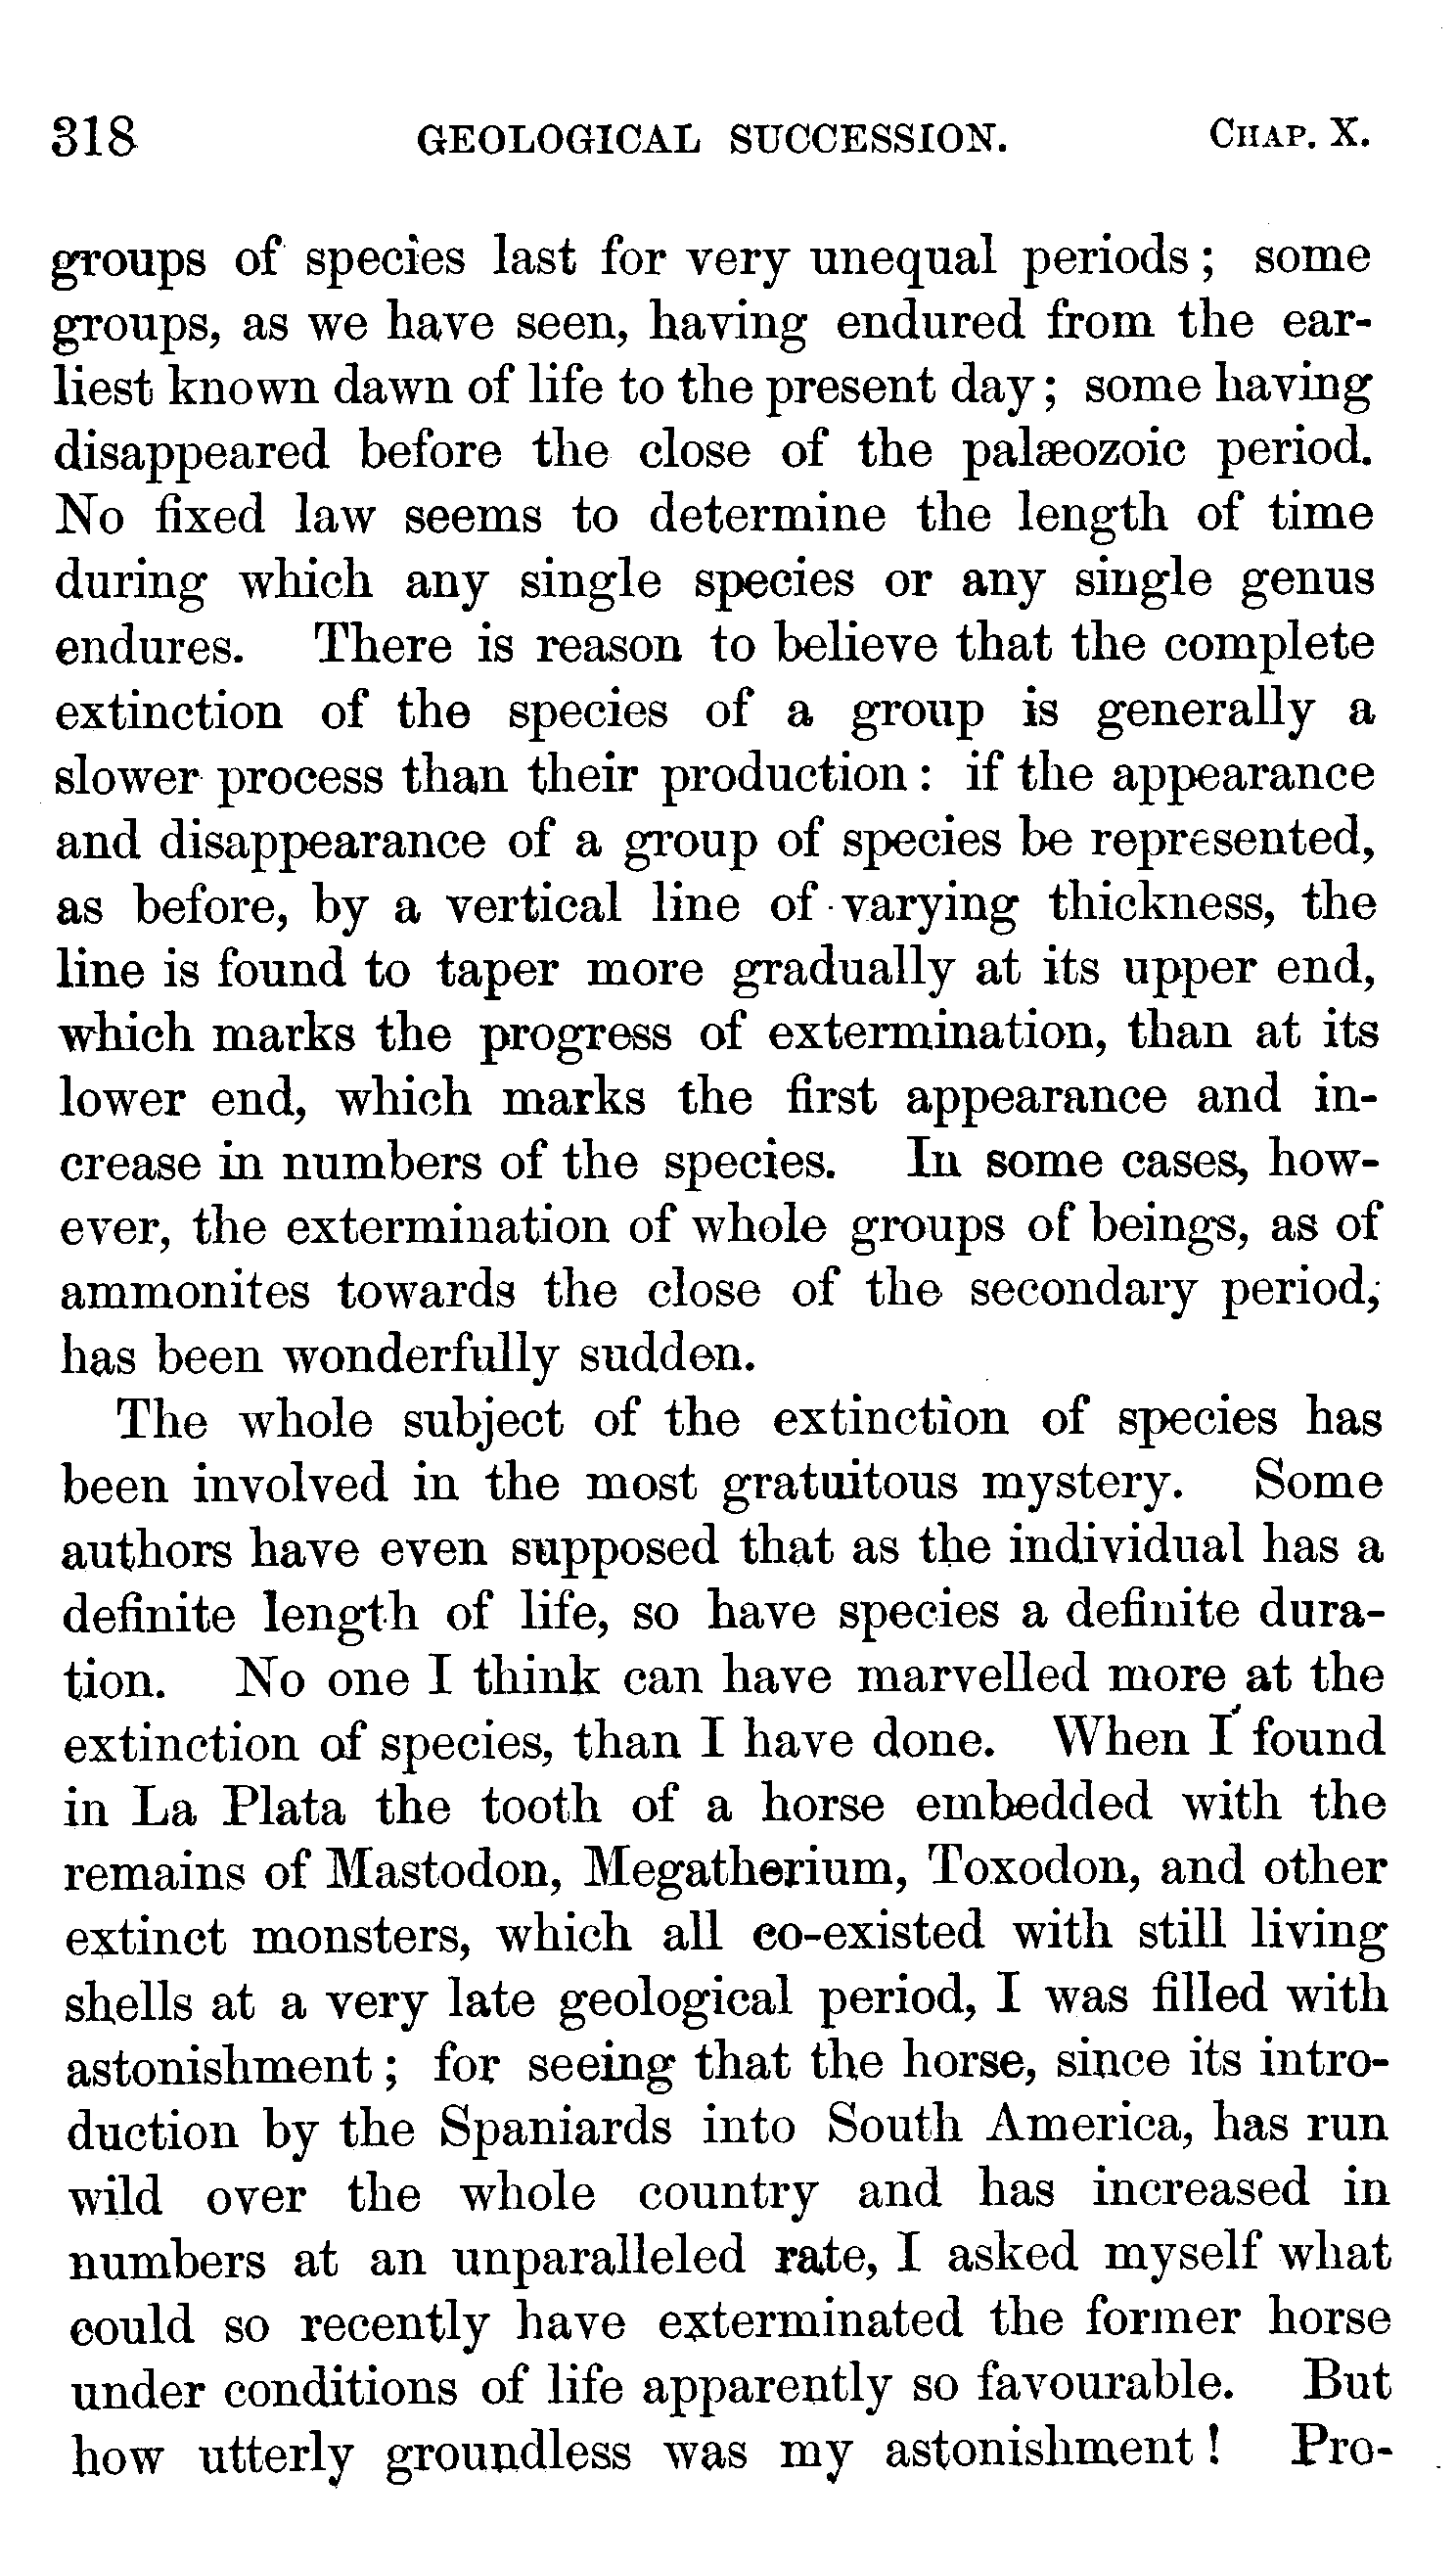 318 GEOLOGICAL SUCCESSION. CHAP. X.
groups of species last for very unequal periods; some
groups, as we have seen, having endured from the ear-
liest known dawn of life to the present day; some having
disappeared before the close of the palæozoic period.
No fixed law seems to determine the length of time
during which any single species or any single genus
endures. There is reason to believe that the complete
extinction of the species of a group is generally a
slower process than their production: if the appearance
and disappearance of a group of species be represented,
as before, by a vertical line of varying thickness, the
line is found to taper more gradually at its upper end,
which marks the progress of extermination, than at its
lower end, which marks the first appearance and in-
crease in numbers of the species. In some cases, how-
ever, the extermination of whole groups of beings, as of
ammonites towards the close of the secondary period,
has been wonderfully sudden.
The whole subject of the extinction of species has
been involved in the most gratuitous mystery. Some
authors have even supposed that as the individual has a
definite length of life, so have species a definite dura-
tion. No one I think can have marvelled more at the
extinction of species, than I have done. When I found
in La Plata the tooth of a horse embedded with the
remains of Mastodon, Megatherium, Toxodon, and other
extinct monsters, which all co-existed with still living
shells at a very late geological period, I was filled with
astonishment; for seeing that the horse, since its intro-
duction by the Spaniards into South America, has run
wild over the whole country and has increased in
numbers at an unparalleled rate, I asked myself what
could so recently have exterminated the former horse
under conditions of life apparently so favourable. But
how utterly groundless was my astonishment! Pro-